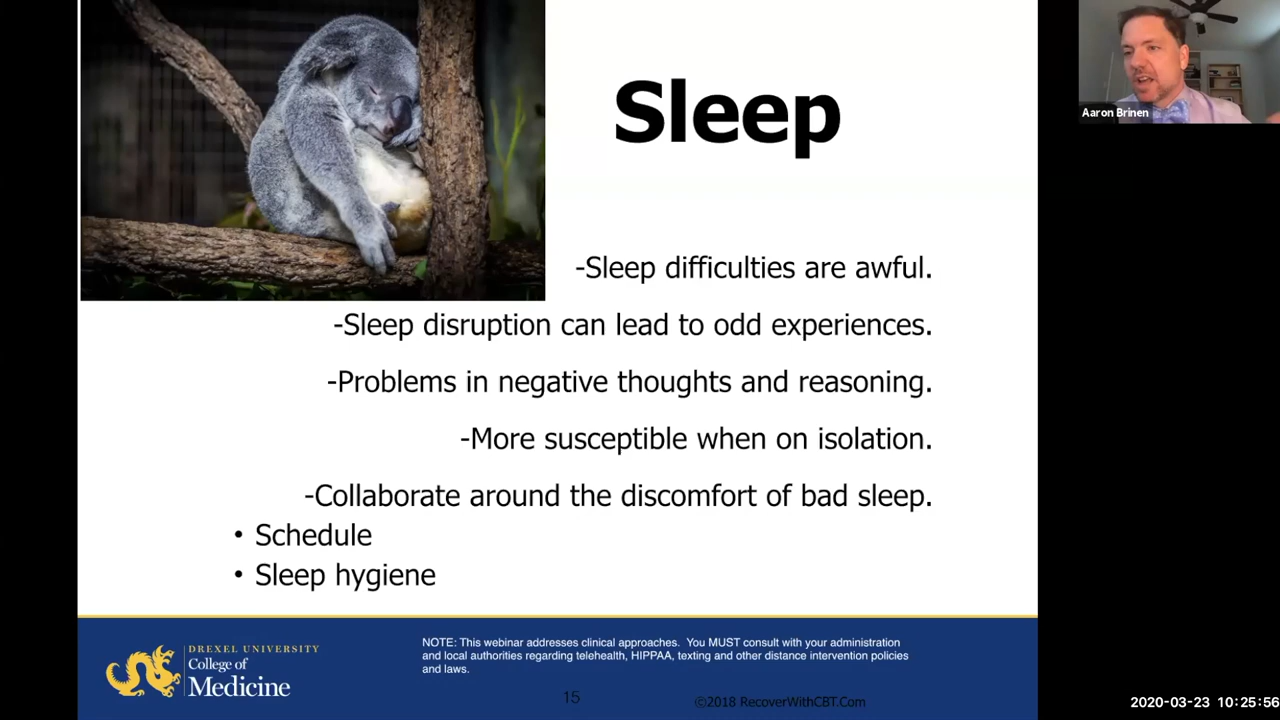 Sleep
Aaron Brinen
-Sleep difficulties are awful.
-Sleep disruption can lead to odd experiences.
-Problems in negative thoughts and reasoning.
-More susceptible when on isolation.
-Collaborate around the discomfort of bad sleep.
• Schedule
• Sleep hygiene
DREXEL UNIVERSITY
College of
Medicine
NOTE: This webinar addresses clinical approaches. You MUST consult with your administration
and local authorities regarding telehealth, HIPPAA, texting and other distance intervention policies
and laws.
15
©2018 RecoverWithCBT.Com
2020-03-23 10:25:56